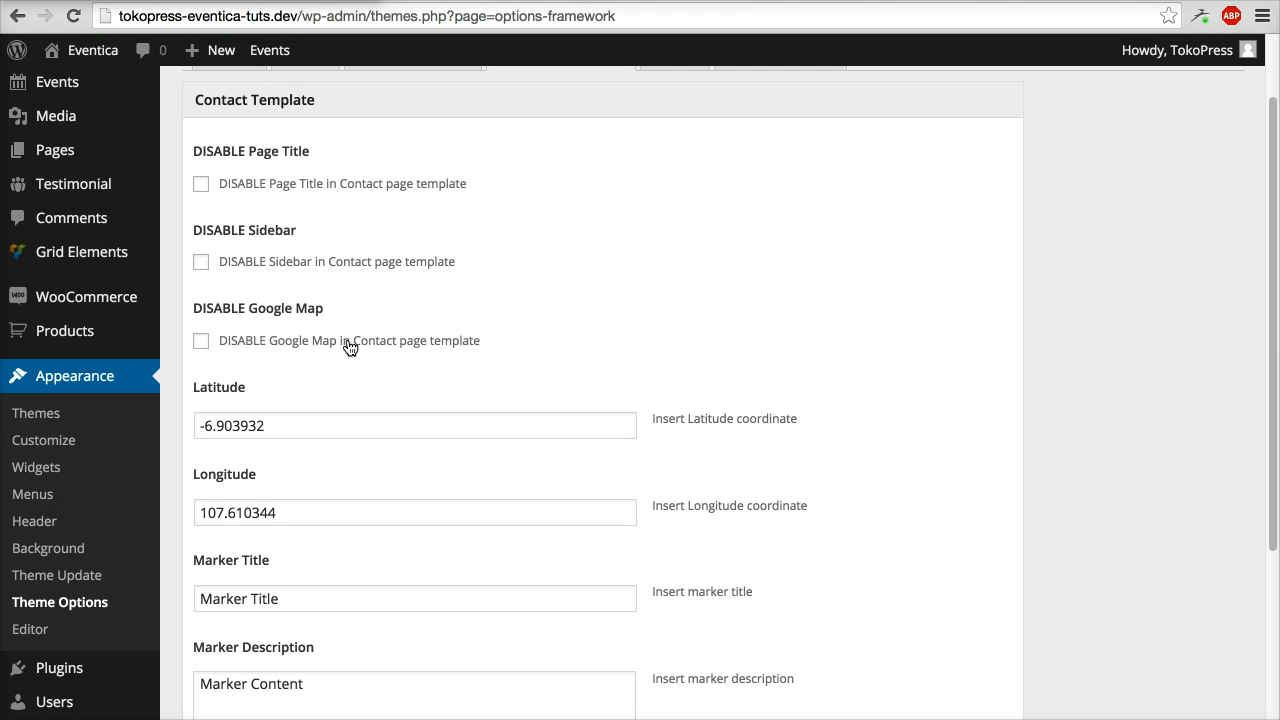 tokopress-eventica-tuts.dev/wp-admin/themes.php?page=options-framework
ABP
Eventica 0 New Events Howdy, TokoPress
Events
Media
Pages
Testimonial
Comments
Grid Elements
WOO WooCommerce
Products
Appearance
Themes
Customize
Widgets
Menus
Header
Background
Theme Update
Theme Options
Editor
Plugins
Users
Contact Template
DISABLE Page Title
DISABLE Page Title in Contact page template
DISABLE Sidebar
DISABLE Sidebar in Contact page template
DISABLE Google Map
DISABLE Google Map in Contact page template
Latitude
-6.903932 Insert Latitude coordinate
Longitude
107.610344 Insert Longitude coordinate
Marker Title
Marker Title Insert marker title
Marker Description
Marker Content Insert marker description